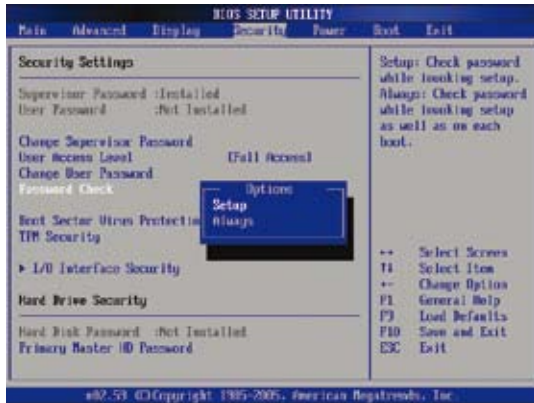 BIOS SETUP UTILITY
Main Advanced Display Security Power Boot Exit
Security Settings
Supervisor Password :Installed
User Password :Not Installed
Change Supervisor Password
User Access Level [Full Access]
Change User Password
Password Check
Boot Sector Virus Protection
TPM Security
I/O Interface Security
Hard Drive Security
Hard Disk Password :Not Installed
Primary Master HD Password
Options
Setup
Always
Setup: Check password
while invoking setup.
Always: Check password
while invoking setup
as well as on each
boot.
↔ Select Screen
↑↓ Select Item
+- Change Option
F1 General Help
F9 Load Defaults
F10 Save and Exit
ESC Exit
v02.59 (C)Copyright 1985-2005, American Megatrends, Inc.